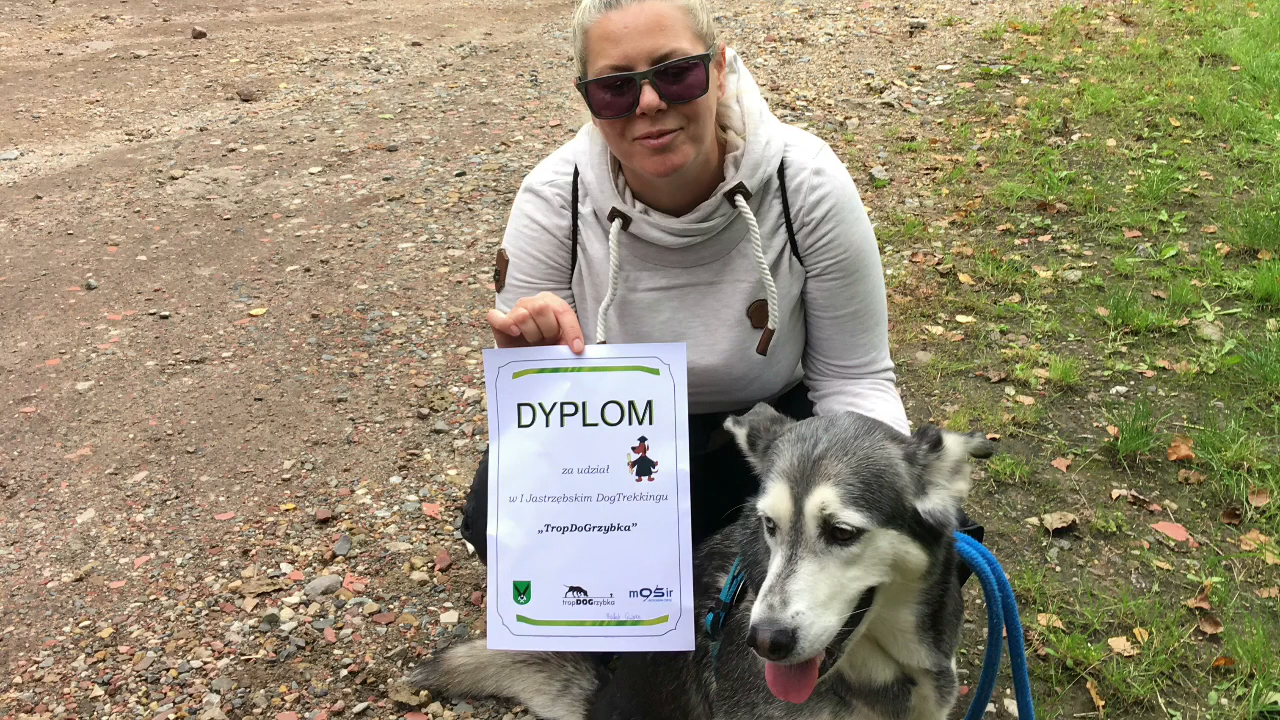 DYPLOM
za udział
w I Jastrzębskim DogTrekkingu
„TropDoGrzybka”
tropDOGrzybka
mOSir